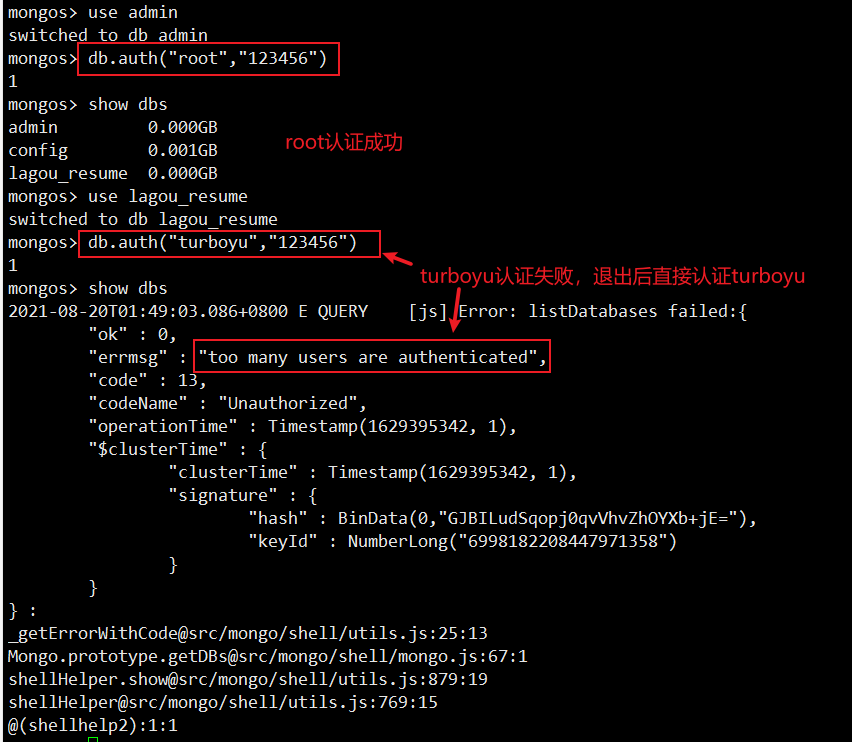 mongos> use admin
switched to db admin
mongos> db.auth("root","123456")
1
mongos> show dbs
admin 0.000GB
config 0.001GB
root认证成功
lagou_resume 0.000GB
mongos> use lagou_resume
switched to db lagou_resume
mongos> db.auth("turboyu","123456")
1
turboyu认证失败，退出后直接认证turboyu
mongos> show dbs
2021-08-20T01:49:03.086+0800 E QUERY [js] Error: listDatabases failed:{
"ok" : 0,
"errmsg" : "too many users are authenticated",
"code" : 13,
"codeName" : "Unauthorized",
"operationTime" : Timestamp(1629395342, 1),
"$clusterTime" : {
"clusterTime" : Timestamp(1629395342, 1),
"signature" : {
"hash" : BinData(0,"GJBILudSqopj0qvVhvZhOYXb+jE="),
"keyId" : NumberLong("6998182208447971358")
}
}
} :
_getErrorWithCode@src/mongo/shell/utils.js:25:13
Mongo.prototype.getDBs@src/mongo/shell/mongo.js:67:1
shellHelper.show@src/mongo/shell/utils.js:879:19
shellHelper@src/mongo/shell/utils.js:769:15
@(shellhelp2):1:1